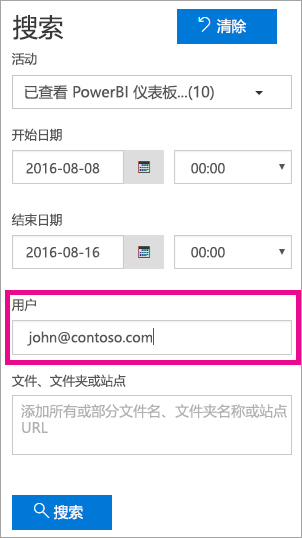 搜索
清除
活动
已查看 PowerBI 仪表板...(10)
开始日期
2016-08-08
00:00
结束日期
2016-08-16
00:00
用户
john@contoso.com
文件、文件夹或站点
添加所有或部分文件名、文件夹名称或站点
URL
搜索